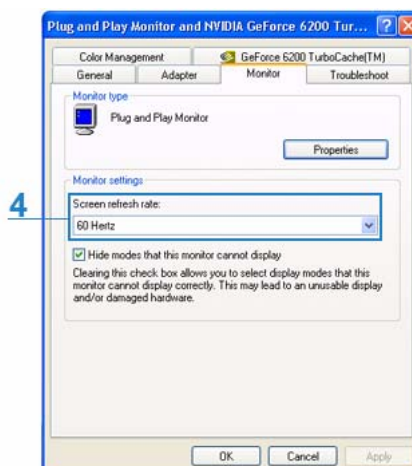 Plug and Play Monitor and NVIDIA GeForce 6200 Tur...
Color Management
GeForce 6200 TurboCache(TM)
General
Adapter
Monitor
Troubleshoot
Monitor type
Plug and Play Monitor
Properties
Monitor settings
4
Screen refresh rate:
60 Hertz
Hide modes that this monitor cannot display
Clearing this check box allows you to select display modes that this
monitor cannot display correctly. This may lead to an unusable display
and/or damaged hardware.
OK
Cancel
Apply